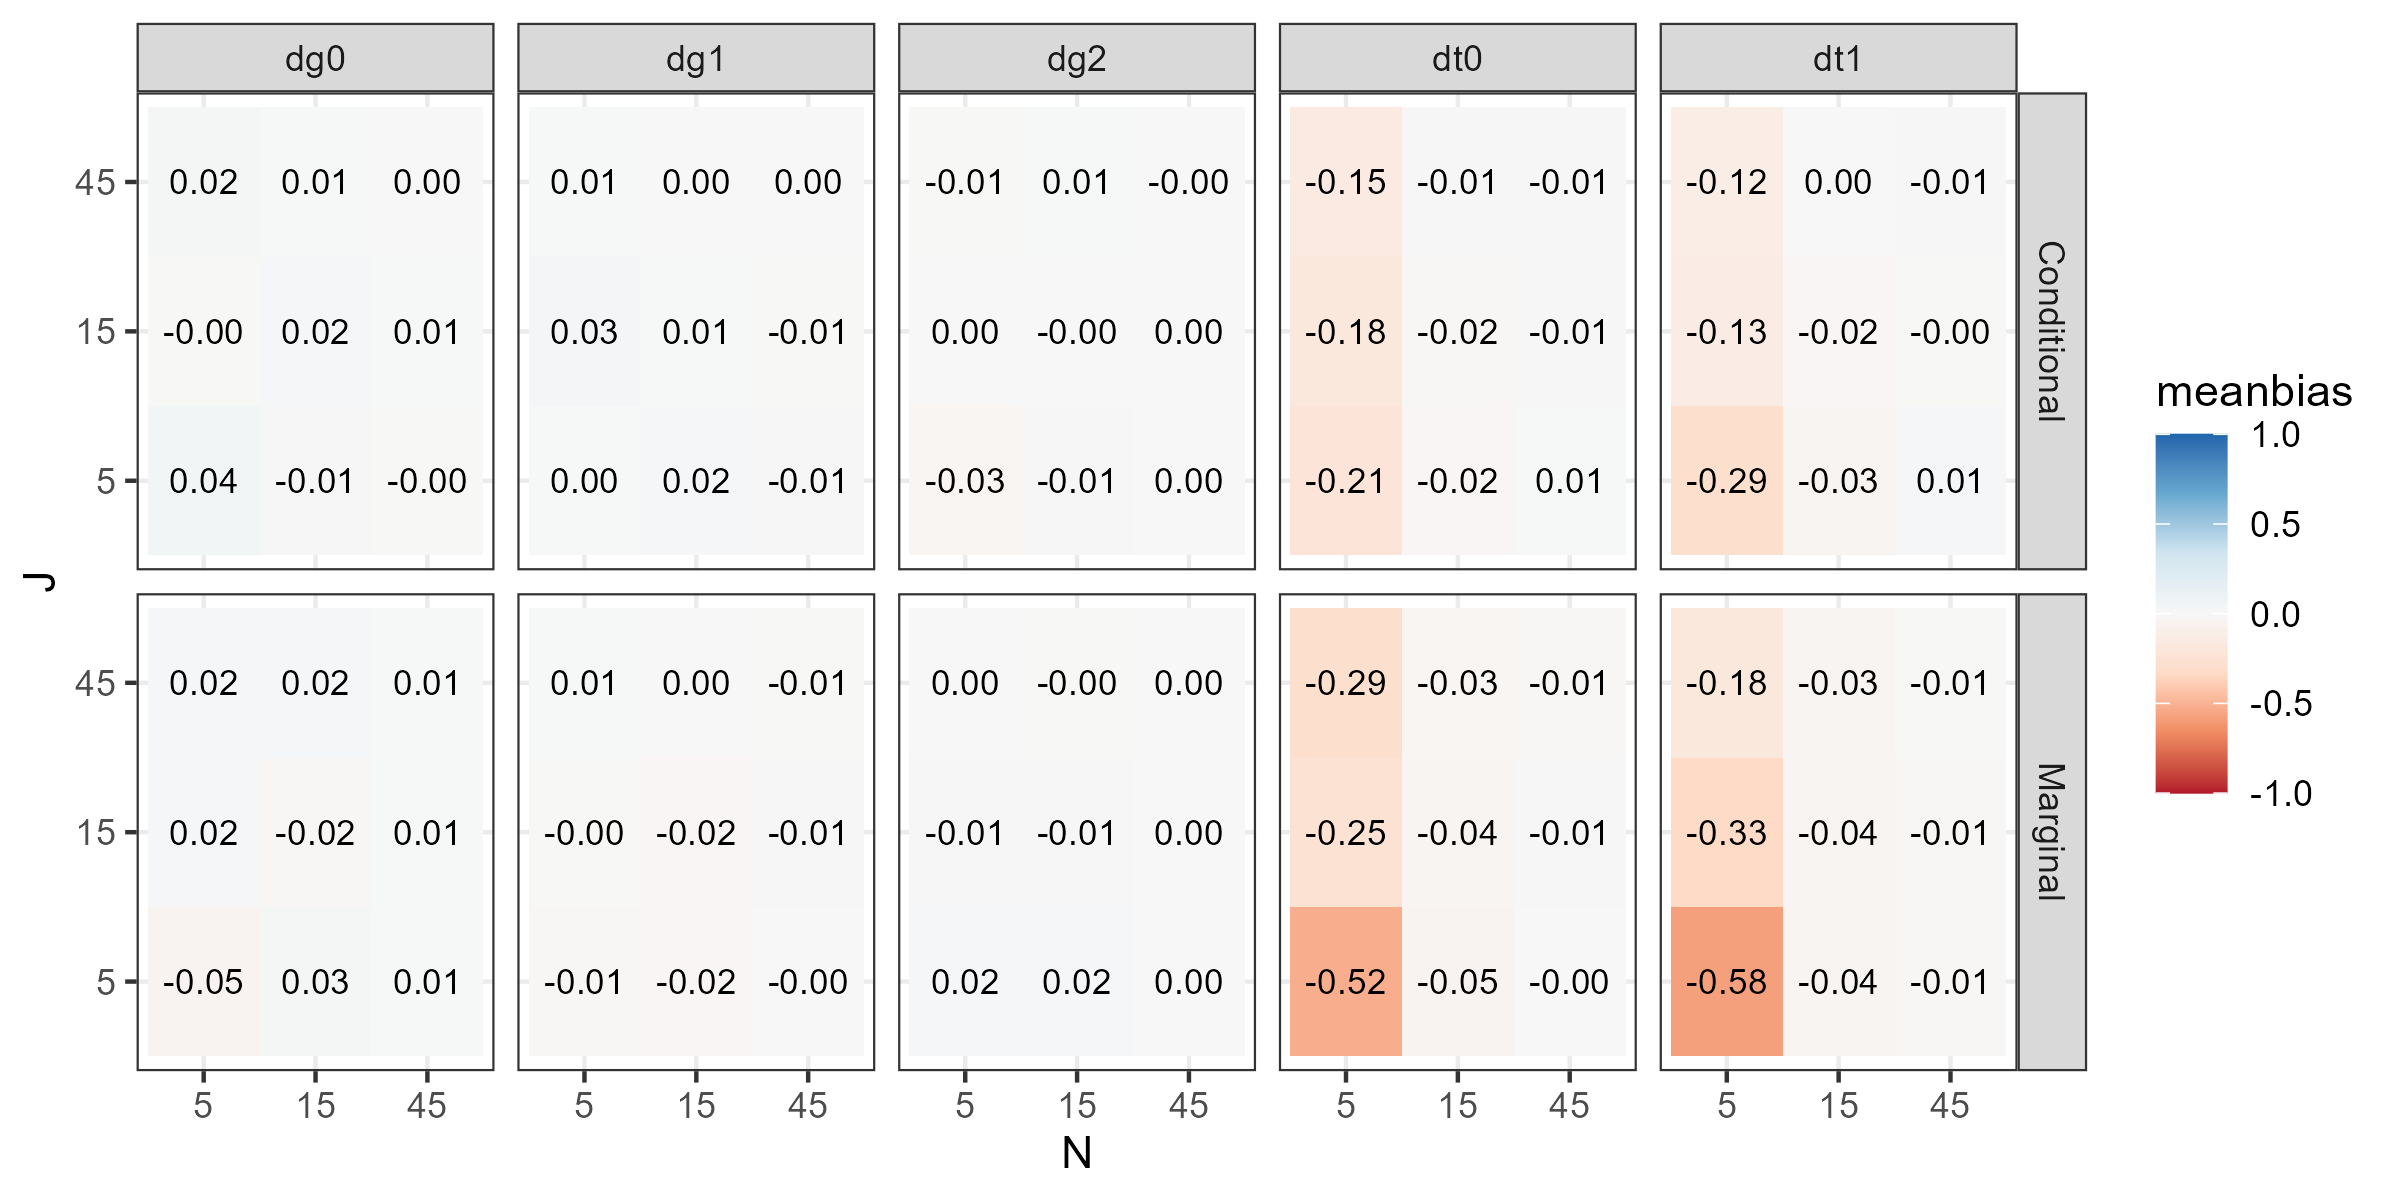 dg0 dg1 dg2 dt0 dt1
45 0.02 0.01 0.00 0.01 0.00 0.00 -0.01 0.01 -0.00 -0.15 -0.01 -0.01 -0.12 0.00 -0.01
15 -0.00 0.02 0.01 0.03 0.01 -0.01 0.00 -0.00 0.00 -0.18 -0.02 -0.01 -0.13 -0.02 -0.00
5 0.04 -0.01 -0.00 0.00 0.02 -0.01 -0.03 -0.01 0.00 -0.21 -0.02 0.01 -0.29 -0.03 0.01
Conditional
J
45 0.02 0.02 0.01 0.01 0.00 -0.01 0.00 -0.00 0.00 -0.29 -0.03 -0.01 -0.18 -0.03 -0.01
15 0.02 -0.02 0.01 -0.00 -0.02 -0.01 -0.01 -0.01 0.00 -0.25 -0.04 -0.01 -0.33 -0.04 -0.01
5 -0.05 0.03 0.01 -0.01 -0.02 -0.00 0.02 0.02 0.00 -0.52 -0.05 -0.00 -0.58 -0.04 -0.01
Marginal
5 15 45 5 15 45 5 15 45 5 15 45 5 15 45
N
meanbias
1.0
0.5
0.0
-0.5
-1.0